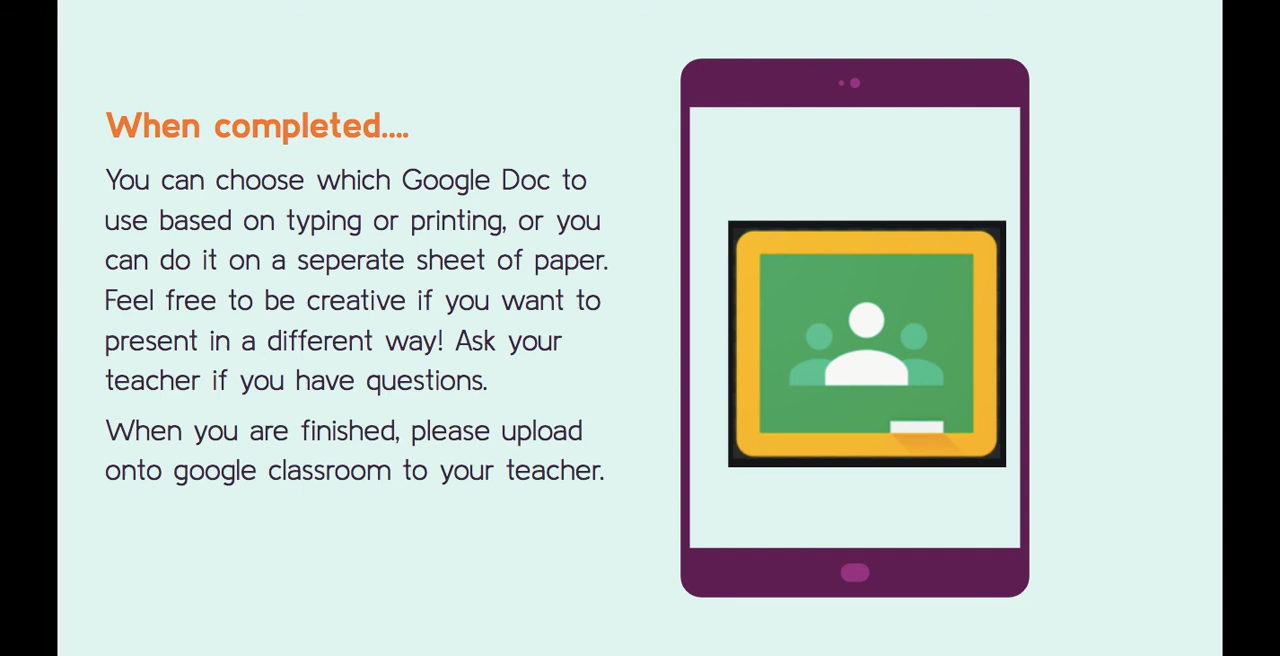 When completed....
You can choose which Google Doc to
use based on typing or printing, or you
can do it on a seperate sheet of paper.
Feel free to be creative if you want to
present in a different way! Ask your
teacher if you have questions.
When you are finished, please upload
onto google classroom to your teacher.